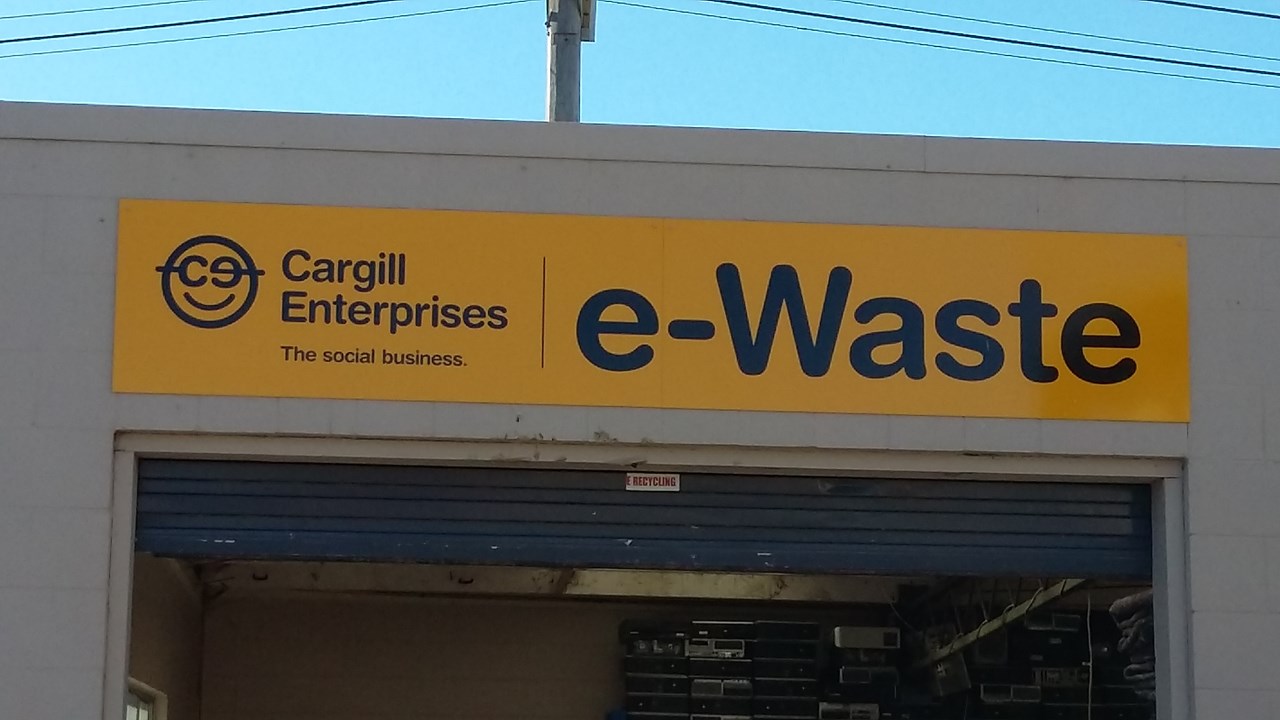 ce
Cargill
Enterprises
The social business.
e-Waste
E RECYCLING